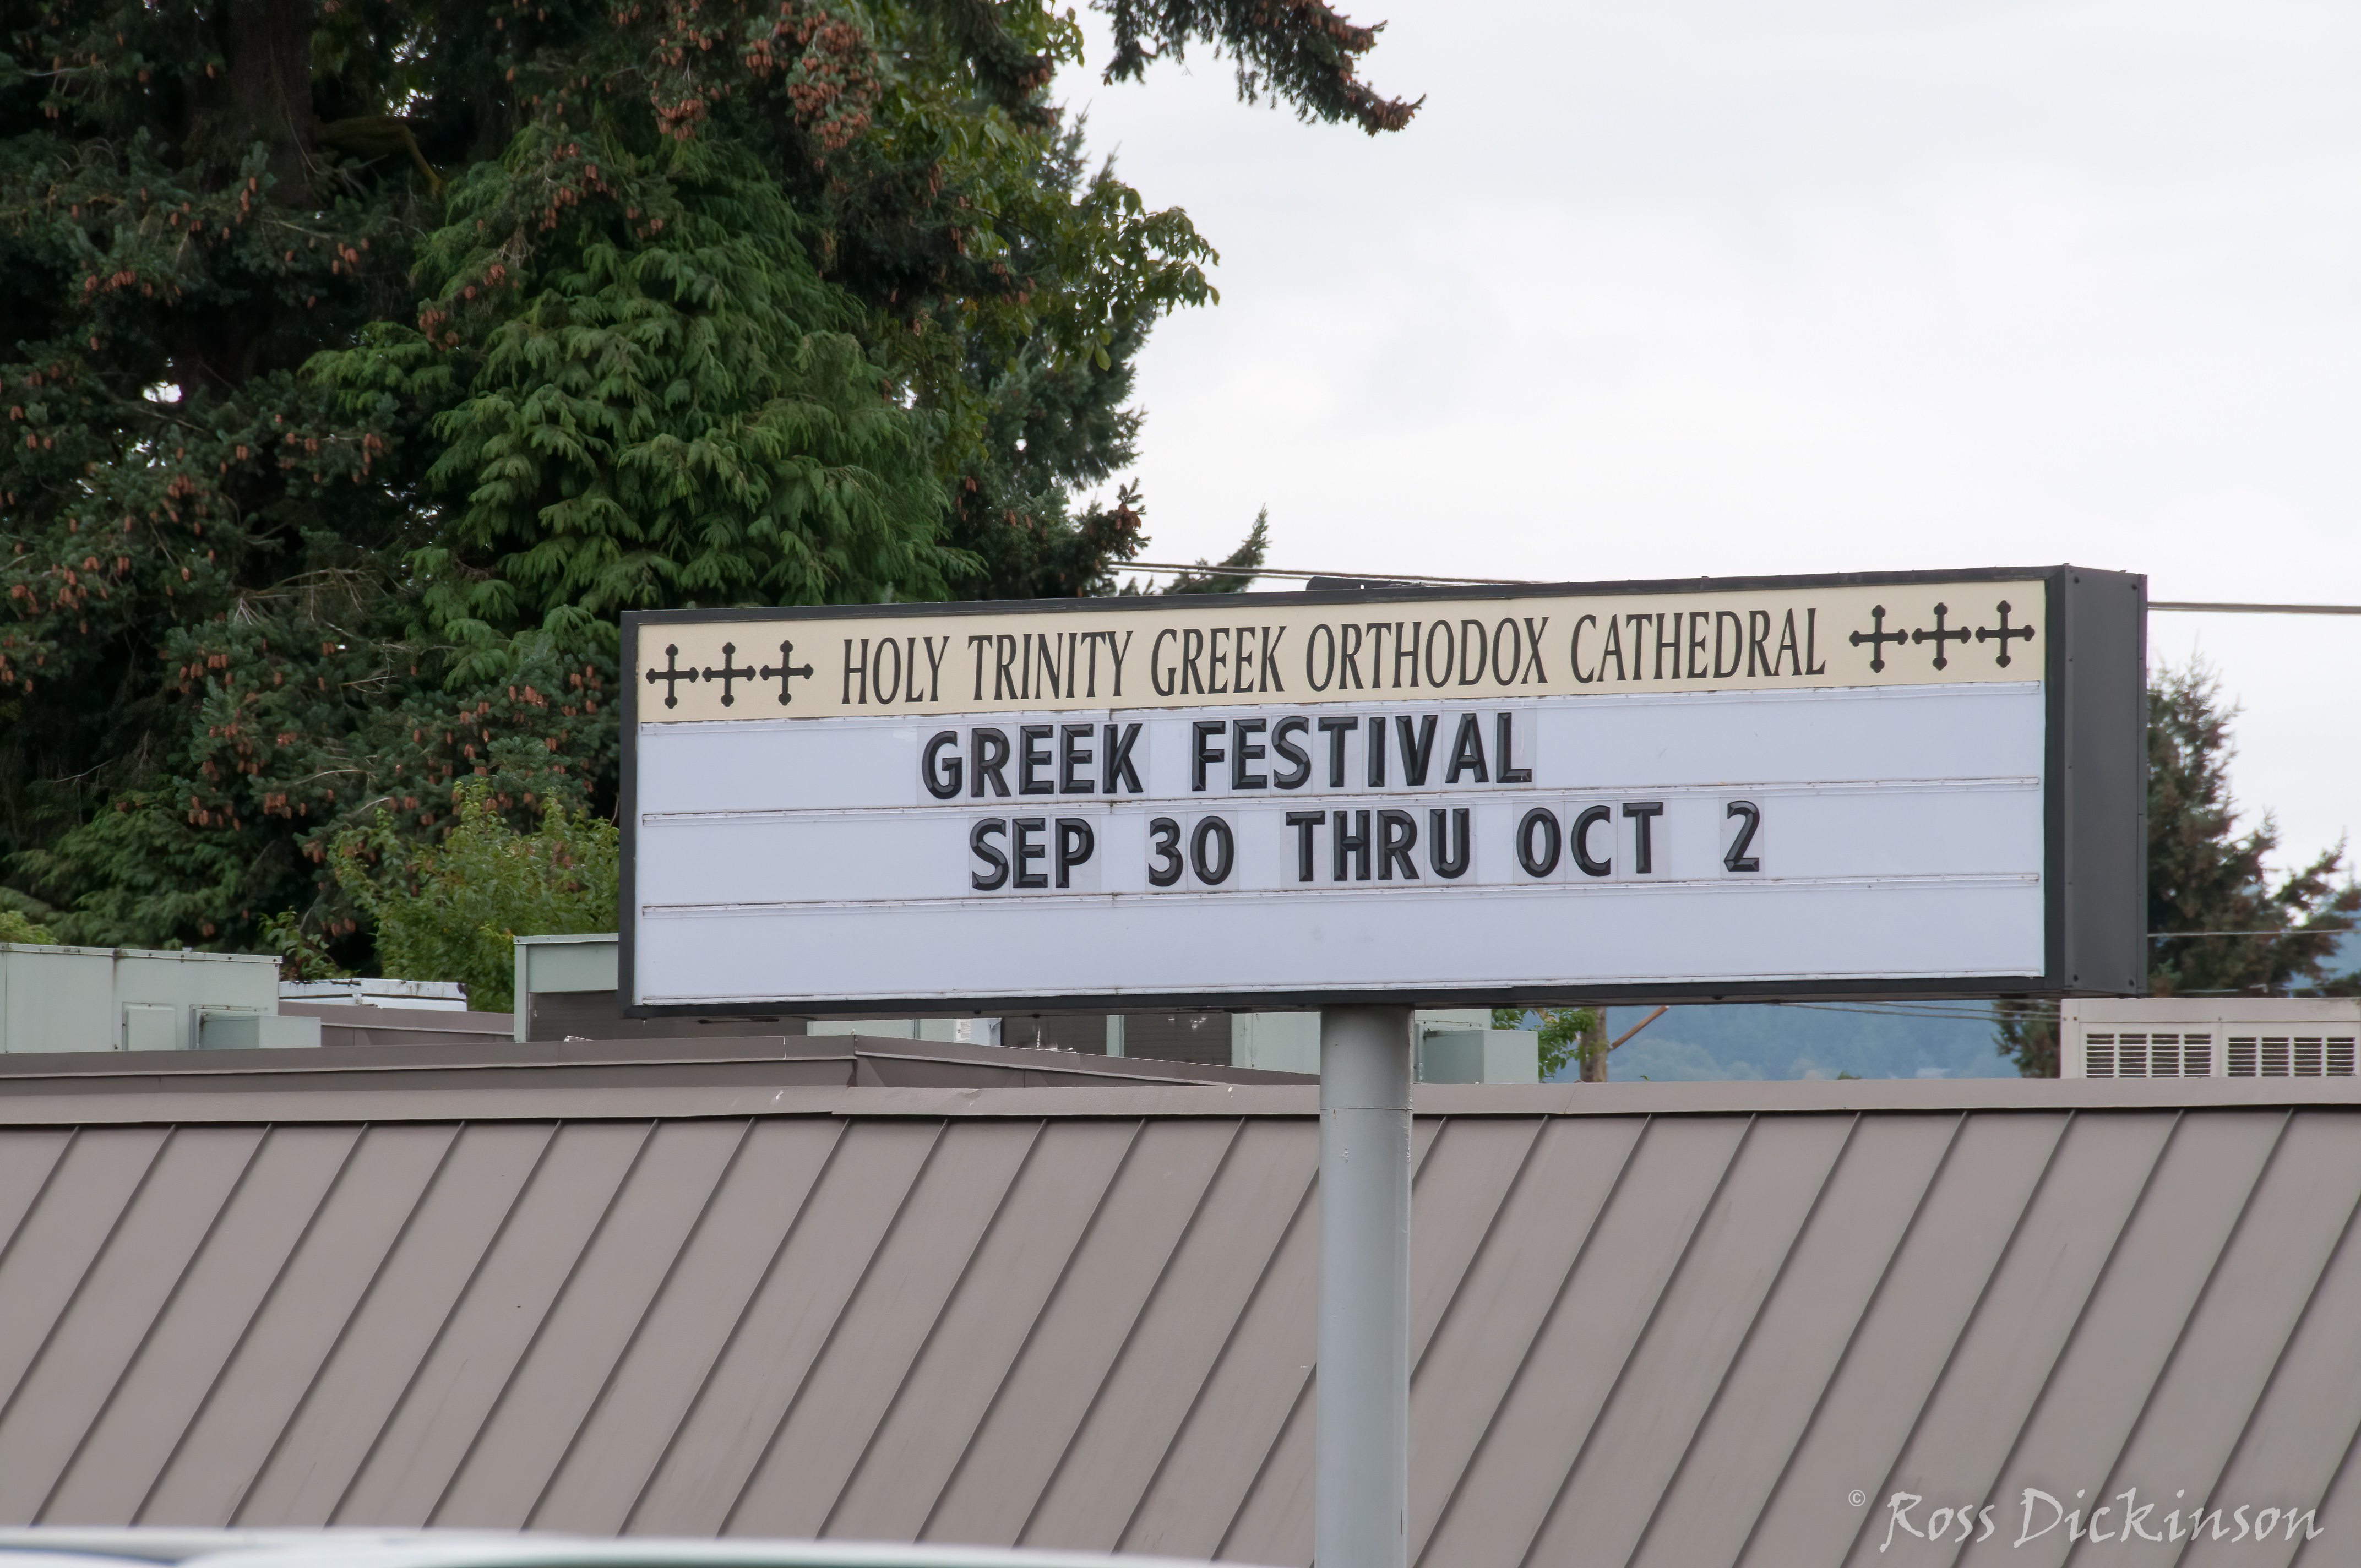 HOLY TRINITY GREEK ORTHODOX CATHEDRAL
GREEK FESTIVAL
SEP 30 THRU OCT 2
© Ross Dickinson